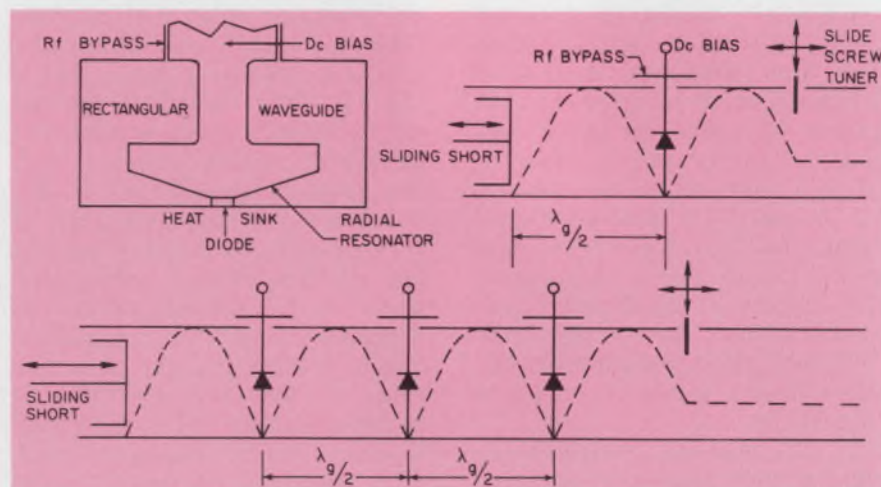 Rf BYPASS
Dc BIAS
RECTANGULAR WAVEGUIDE
HEAT SINK
DIODE
RADIAL
RESONATOR
Dc BIAS
Rf BYPASS
SLIDE
SCREW
TUNER
SLIDING SHORT
λg/2
SLIDING
SHORT
λg/2 λg/2